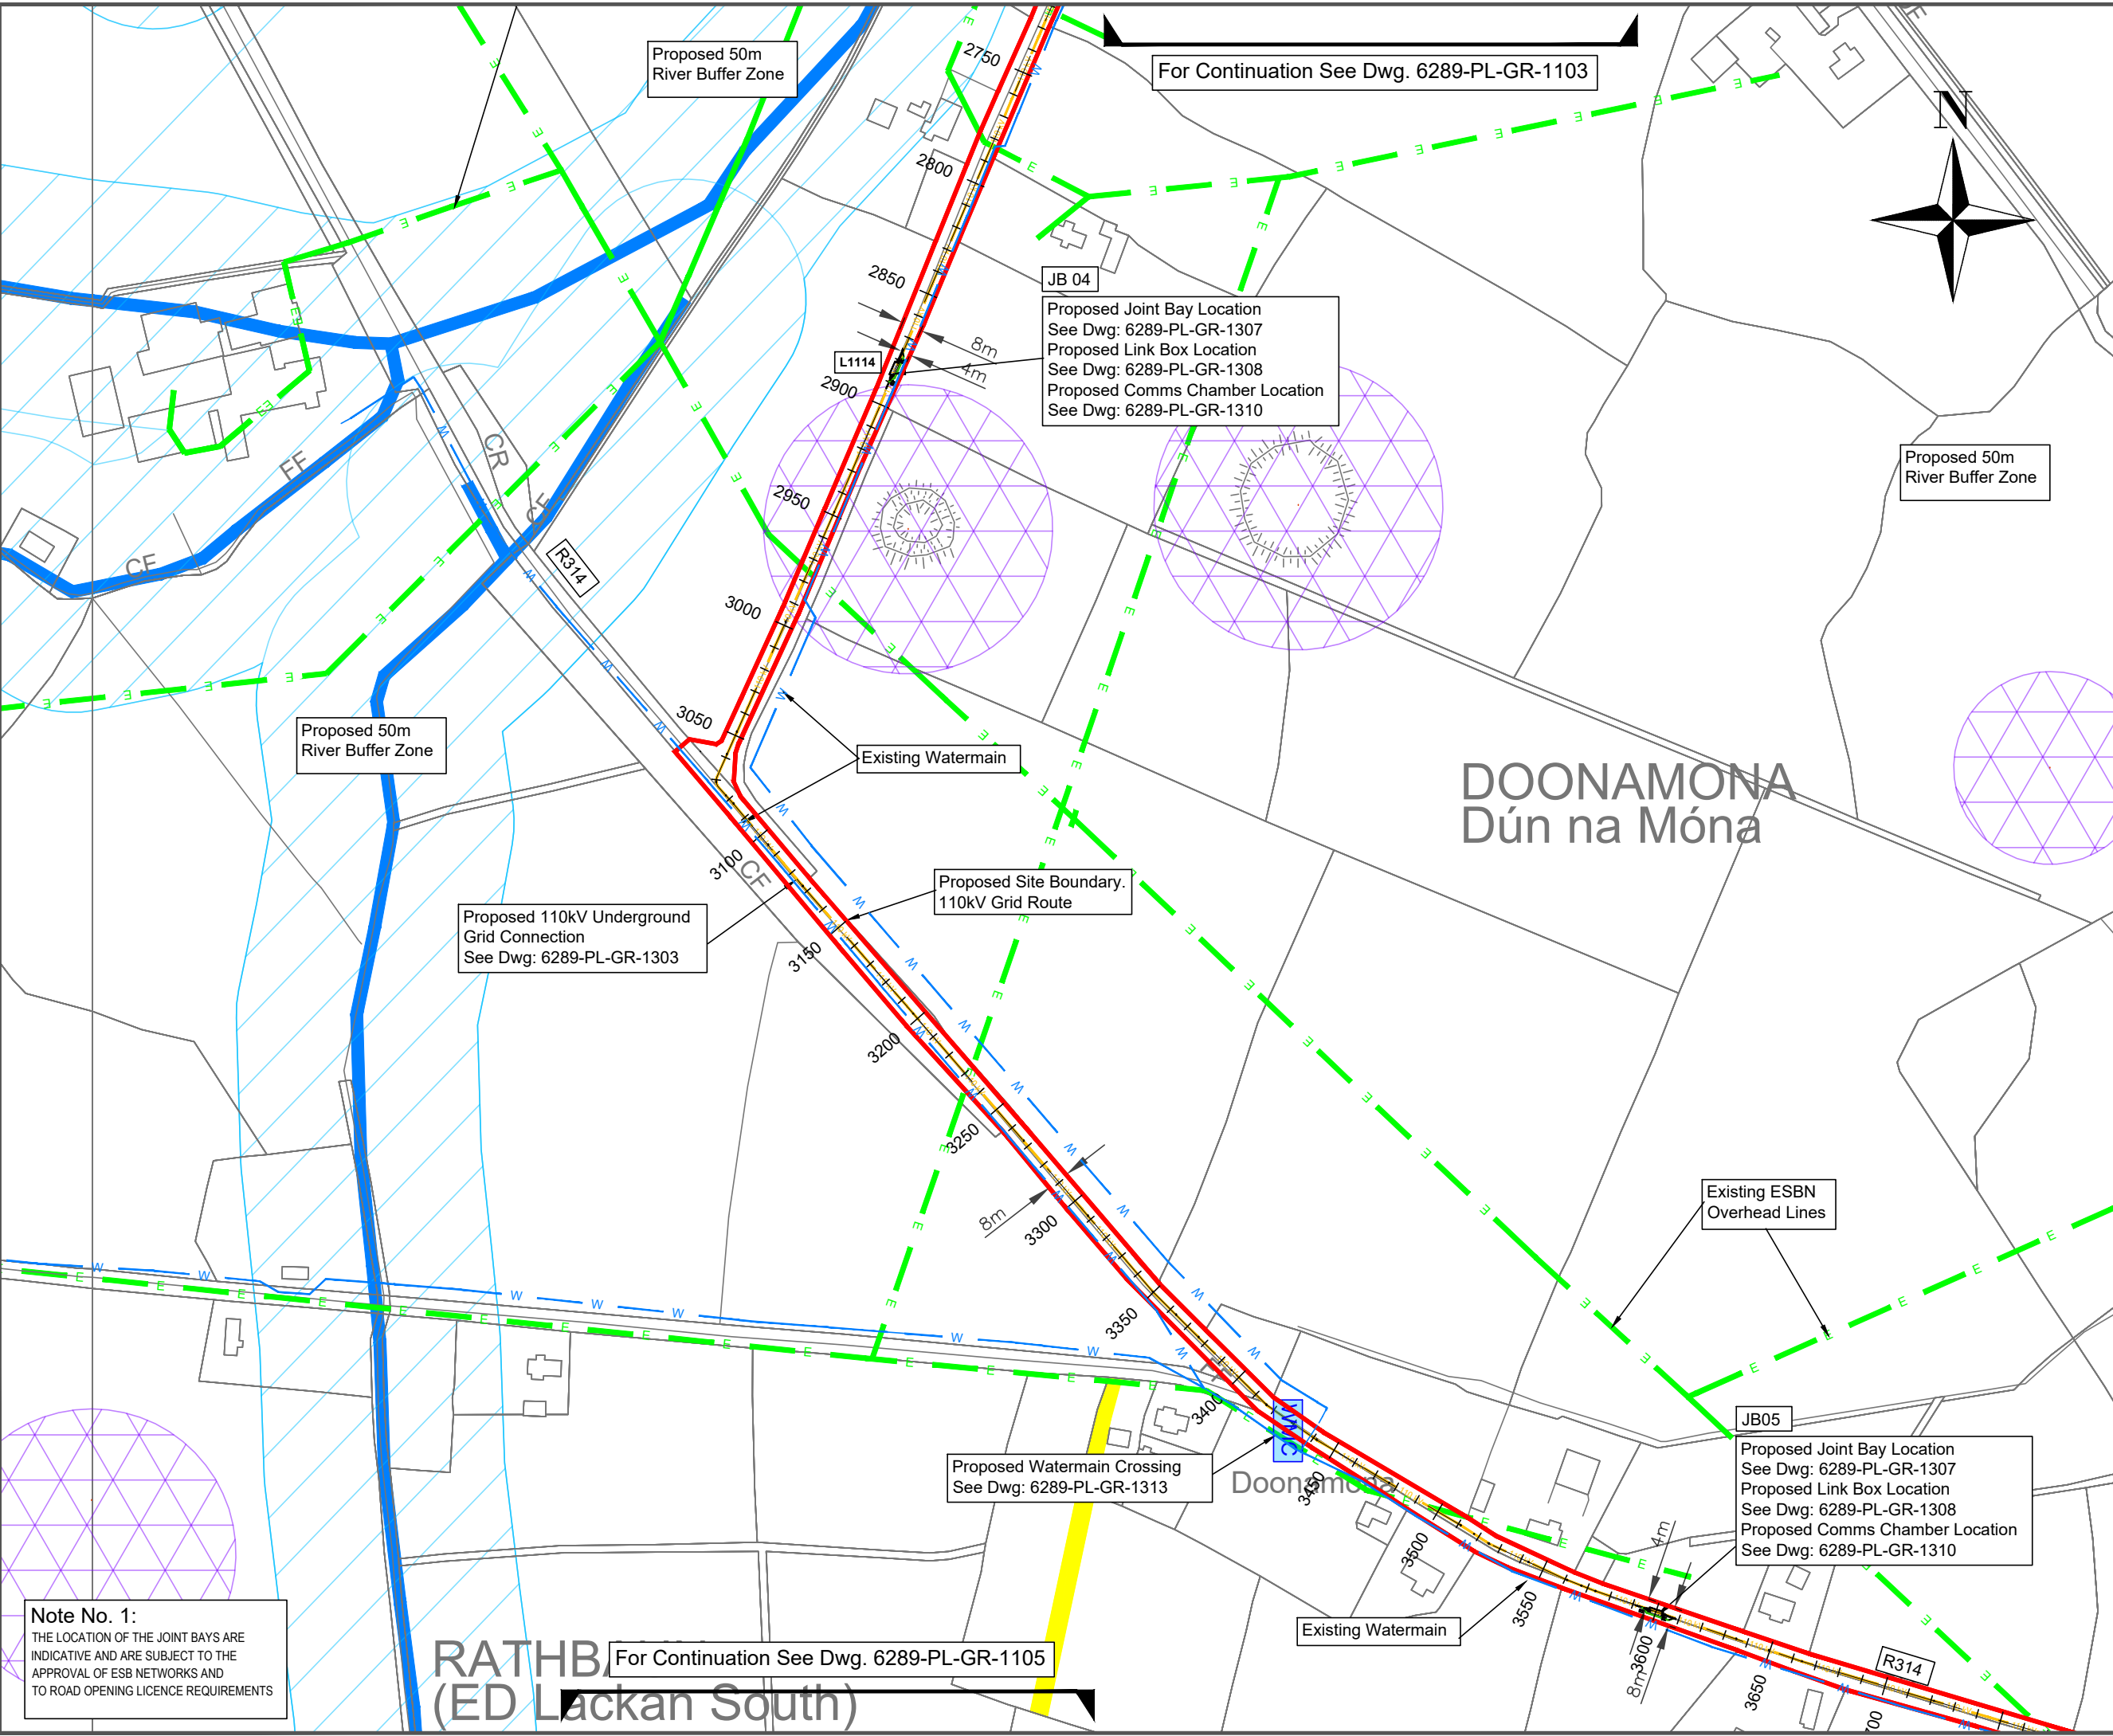 Proposed 50m
River Buffer Zone
For Continuation See Dwg. 6289-PL-GR-1103
N
2750
2800
2850
8m
4m
L1114
2900
JB 04
Proposed Joint Bay Location
See Dwg: 6289-PL-GR-1307
Proposed Link Box Location
See Dwg: 6289-PL-GR-1308
Proposed Comms Chamber Location
See Dwg: 6289-PL-GR-1310
CR
FF
CF
CF
R314
2950
Proposed 50m
River Buffer Zone
3000
3050
Proposed 50m
River Buffer Zone
Existing Watermain
DOONAMONA
Dún na Móna
3100
CF
Proposed Site Boundary.
110kV Grid Route
Proposed 110kV Underground
Grid Connection
See Dwg: 6289-PL-GR-1303
3150
3200
3250
8m
3300
Existing ESBN
Overhead Lines
3350
3400
WMC
Proposed Watermain Crossing
See Dwg: 6289-PL-GR-1313
Doonamona
3450
JB05
Proposed Joint Bay Location
See Dwg: 6289-PL-GR-1307
Proposed Link Box Location
See Dwg: 6289-PL-GR-1308
Proposed Comms Chamber Location
See Dwg: 6289-PL-GR-1310
3500
4m
3550
Existing Watermain
3600
8m
3650
R314
Note No. 1:
THE LOCATION OF THE JOINT BAYS ARE
INDICATIVE AND ARE SUBJECT TO THE
APPROVAL OF ESB NETWORKS AND
TO ROAD OPENING LICENCE REQUIREMENTS
For Continuation See Dwg. 6289-PL-GR-1105
(ED Lackan South)